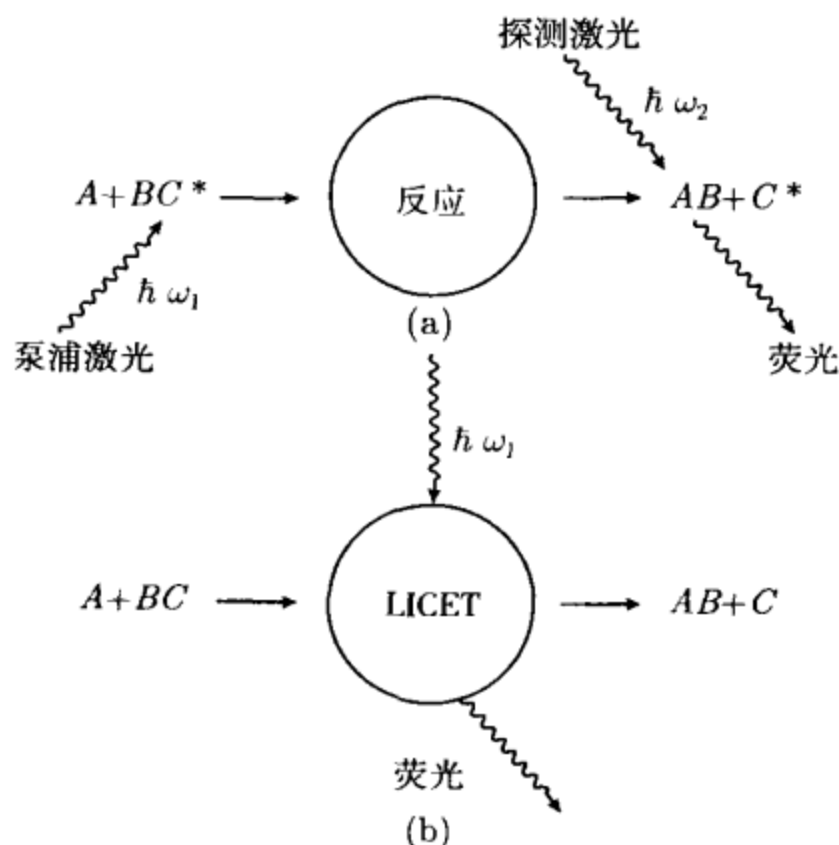 探测激光
ħ ω₂
A+BC*
反应
AB+C*
ħ ω₁
泵浦激光
(a)
荧光
ħ ω₁
A+BC
LICET
AB+C
荧光
(b)